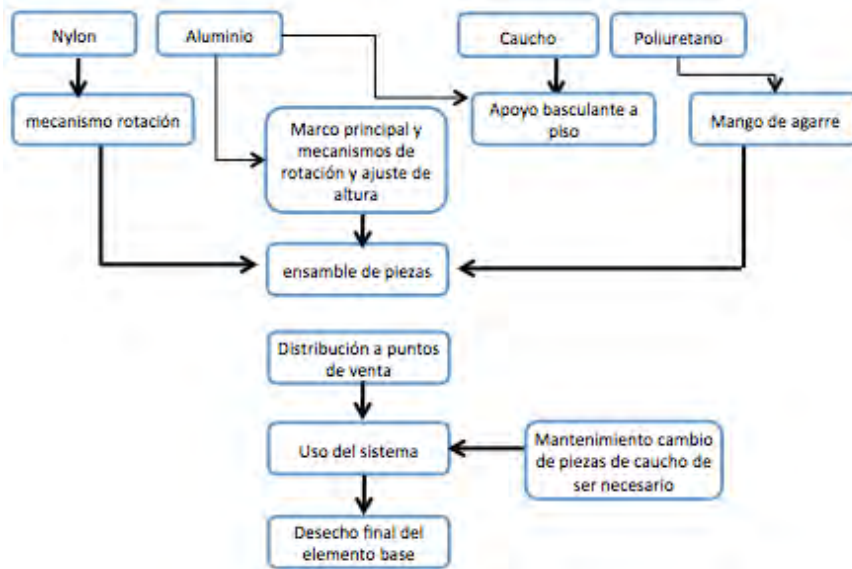 Nylon
Aluminio
Caucho
Poliuretano
mecanismo rotación
Marco principal y
mecanismos de
rotación y ajuste de
altura
Apoyo basculante a
piso
Mango de agarre
ensamble de piezas
Distribución a puntos
de venta
Uso del sistema
Mantenimiento cambio
de piezas de caucho de
ser necesario
Desecho final del
elemento base